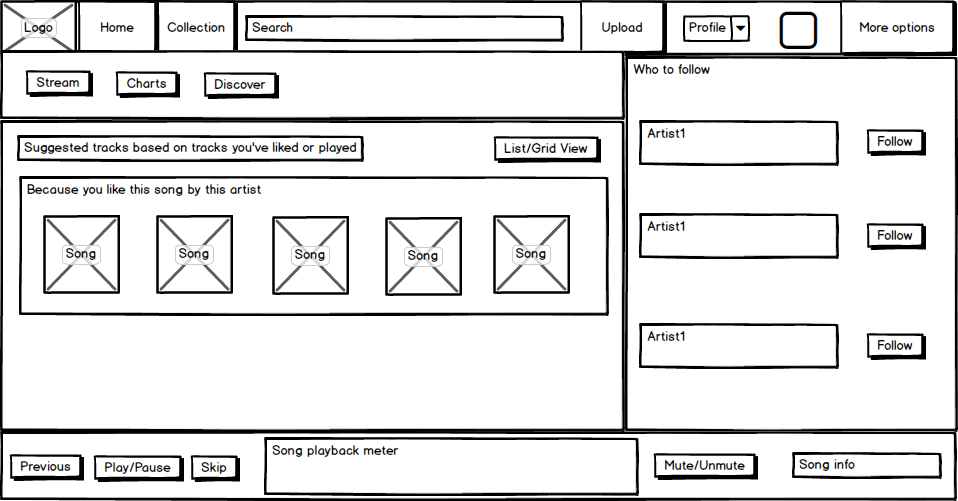 Logo
Home
Collection
Search
Upload
Profile
More options
Stream
Charts
Discover
Who to follow
Artist1
Follow
Artist1
Follow
Artist1
Follow
Suggested tracks based on tracks you've liked or played
List/Grid View
Because you like this song by this artist
Song
Song
Song
Song
Song
Previous
Play/Pause
Skip
Song playback meter
Mute/Unmute
Song info